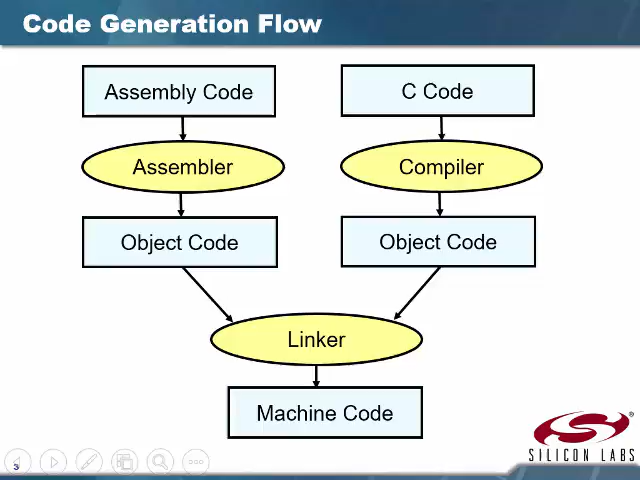 Code Generation Flow
Assembly Code
C Code
Assembler
Compiler
Object Code
Object Code
Linker
Machine Code
®
SILICON LABS
3